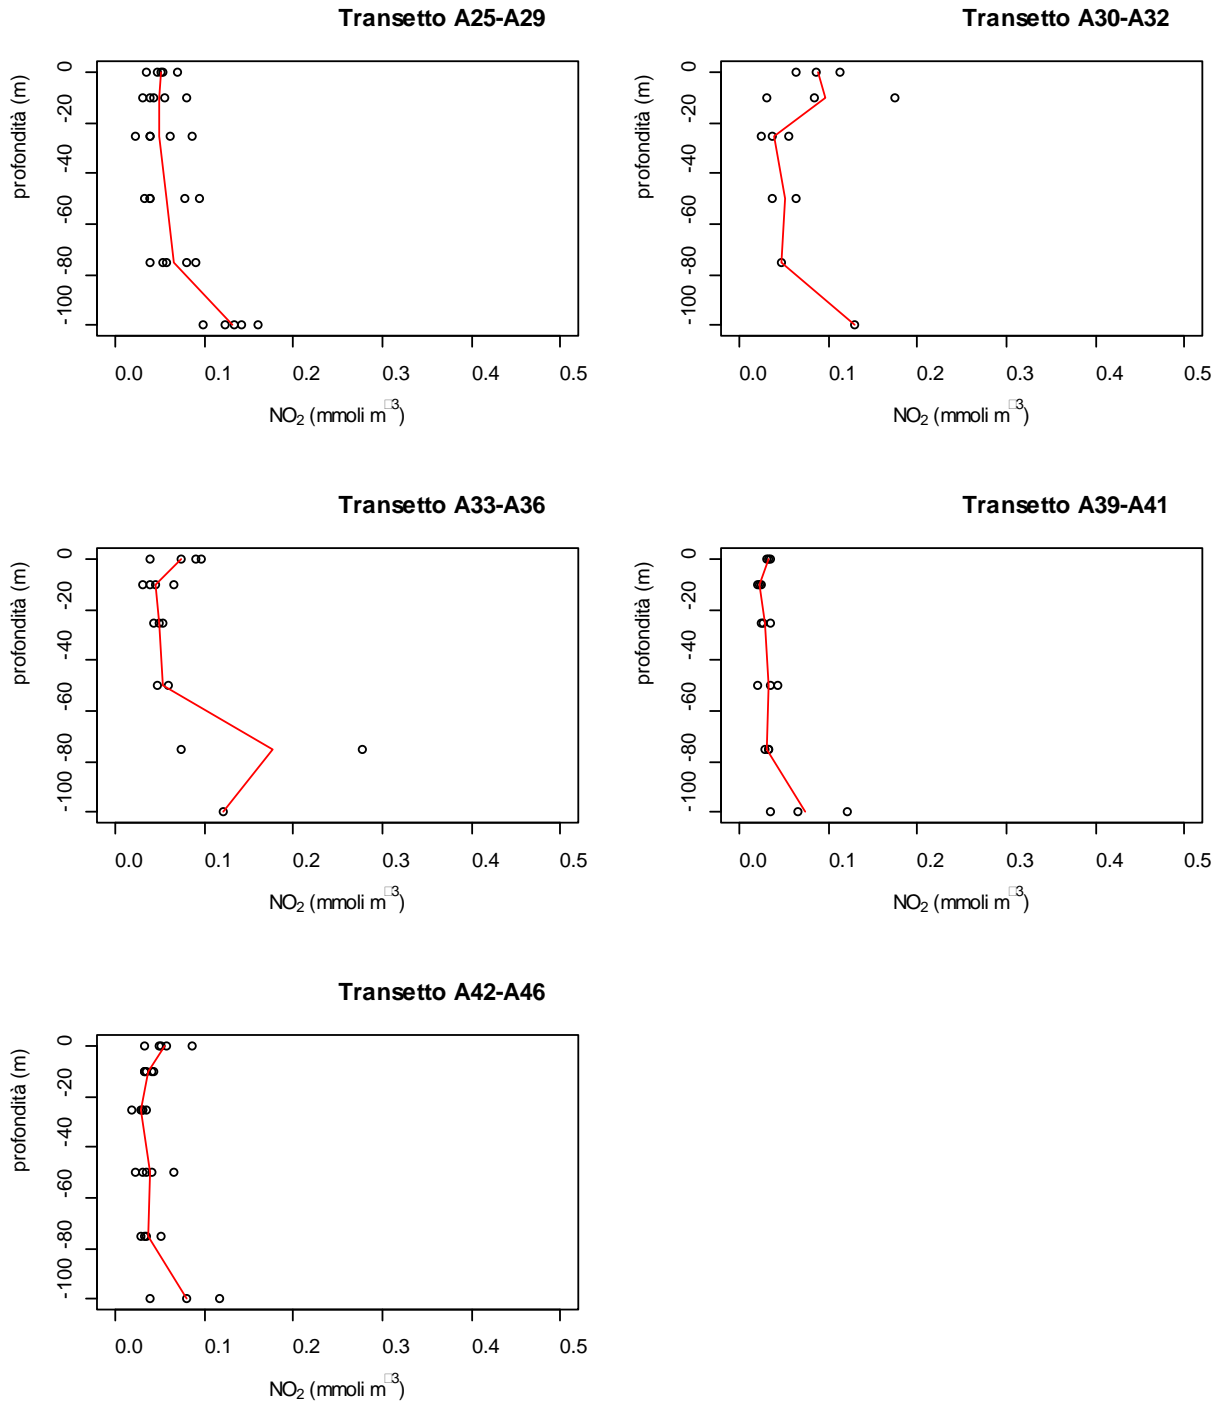 Transetto A25-A29
profondità (m)
0
-20
-40
-60
-80
-100
0.0 0.1 0.2 0.3 0.4 0.5
NO2 (mmoli m□3)
Transetto A30-A32
profondità (m)
0
-20
-40
-60
-80
-100
0.0 0.1 0.2 0.3 0.4 0.5
NO2 (mmoli m□3)
Transetto A33-A36
profondità (m)
0
-20
-40
-60
-80
-100
0.0 0.1 0.2 0.3 0.4 0.5
NO2 (mmoli m□3)
Transetto A39-A41
profondità (m)
0
-20
-40
-60
-80
-100
0.0 0.1 0.2 0.3 0.4 0.5
NO2 (mmoli m□3)
Transetto A42-A46
profondità (m)
0
-20
-40
-60
-80
-100
0.0 0.1 0.2 0.3 0.4 0.5
NO2 (mmoli m□3)